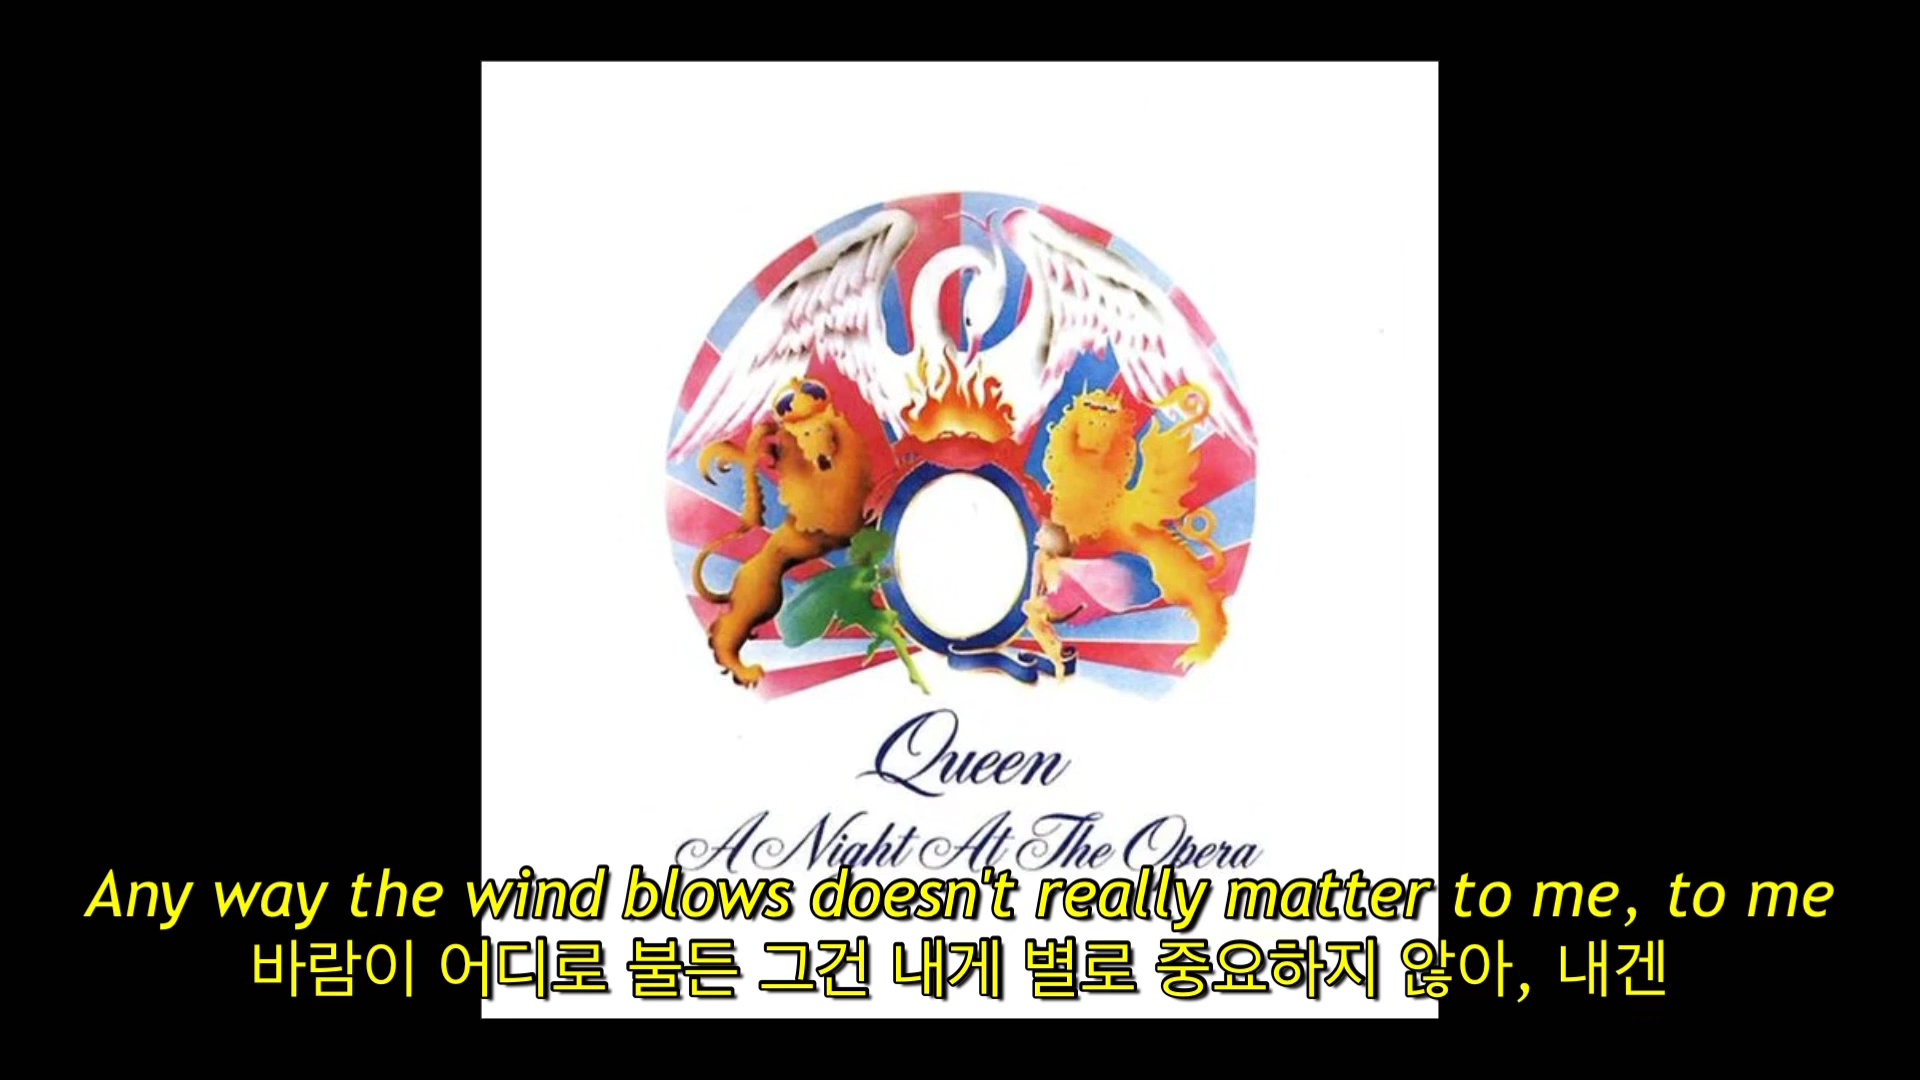 Queen
A Night At The Opera
Any way the wind blows doesn't really matter to me, to me
바람이 어디로 불든 그건 내게 별로 중요하지 않아, 내겐